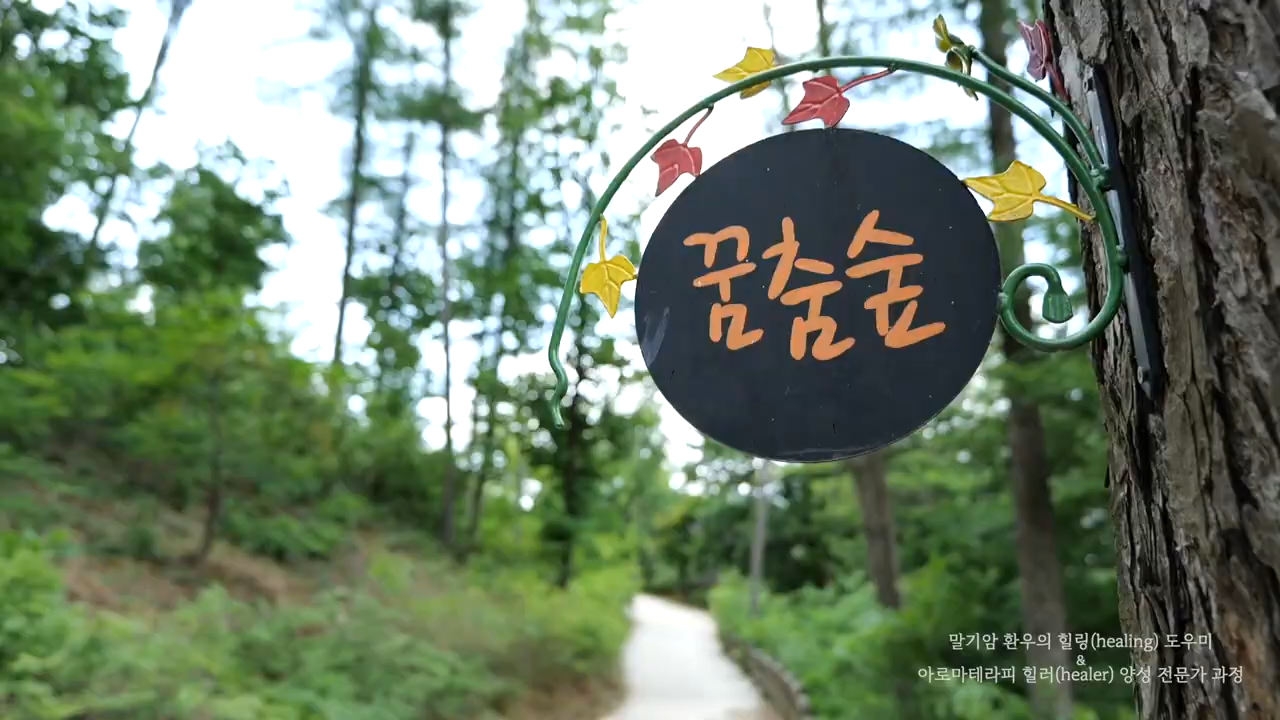 꿈춤숲
말기암 환우의 힐링(healing) 도우미
&
아로마테라피 힐러(healer) 양성 전문가 과정